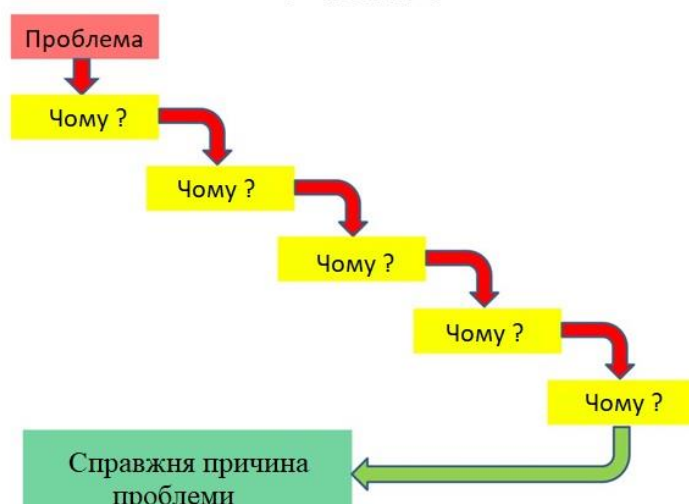 Проблема
Чому ?
Чому ?
Чому ?
Чому ?
Чому ?
Справжня причина
проблеми